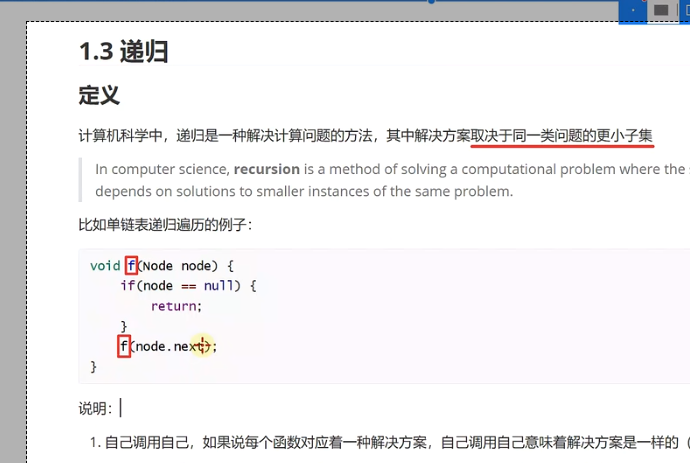 1.3 递归
定义
计算机科学中，递归是一种解决计算问题的方法，其中解决方案取决于同一类问题的更小子集
In computer science, recursion is a method of solving a computational problem where the
depends on solutions to smaller instances of the same problem.
比如单链表递归遍历的例子：
void f(Node node) {
    if(node == null) {
        return;
    }
    f(node.next);
}
说明：
1. 自己调用自己，如果说每个函数对应着一种解决方案，自己调用自己意味着解决方案是一样的（